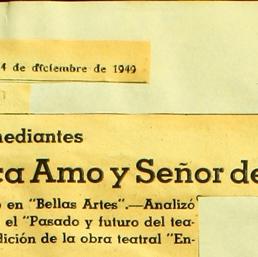 4 de diciembre de 1949
mediantes
ca Amo y Señor de
o en "Bellas Artes".—Analizó
el "Pasado y futuro del tea-
dición de la obra teatral "En-